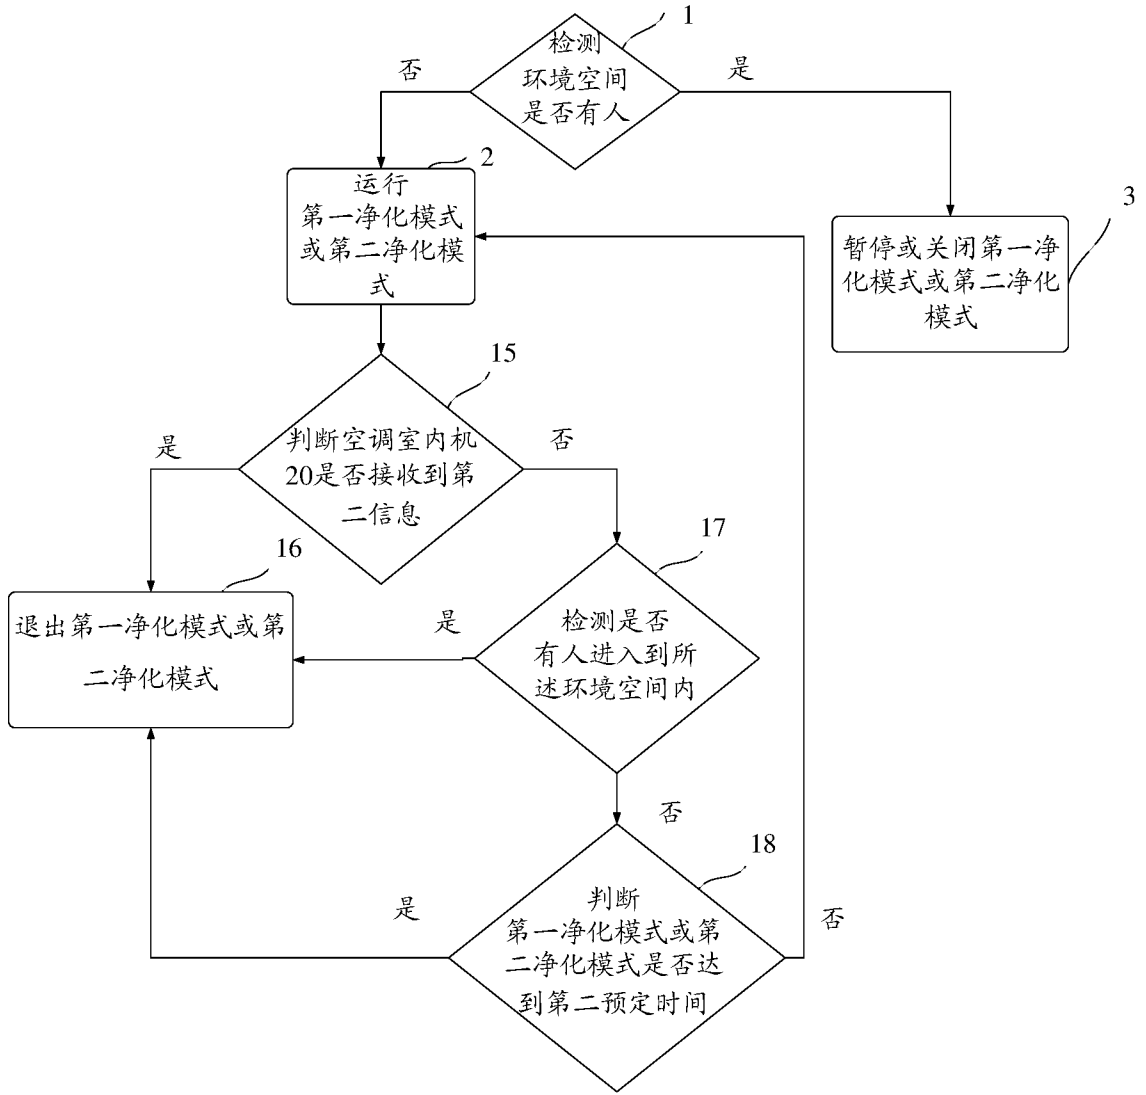 1
检测
环境空间
是否有人
否
是
2
运行
第一净化模式
或第二净化模
式
3
暂停或关闭第一净
化模式或第二净化
模式
15
判断空调室内机
20是否接收到第
二信息
是
否
16
退出第一净化模式或第
二净化模式
17
检测是否
有人进入到所
述环境空间内
是
否
18
判断
第一净化模式或第
二净化模式是否达
到第二预定时间
是
否